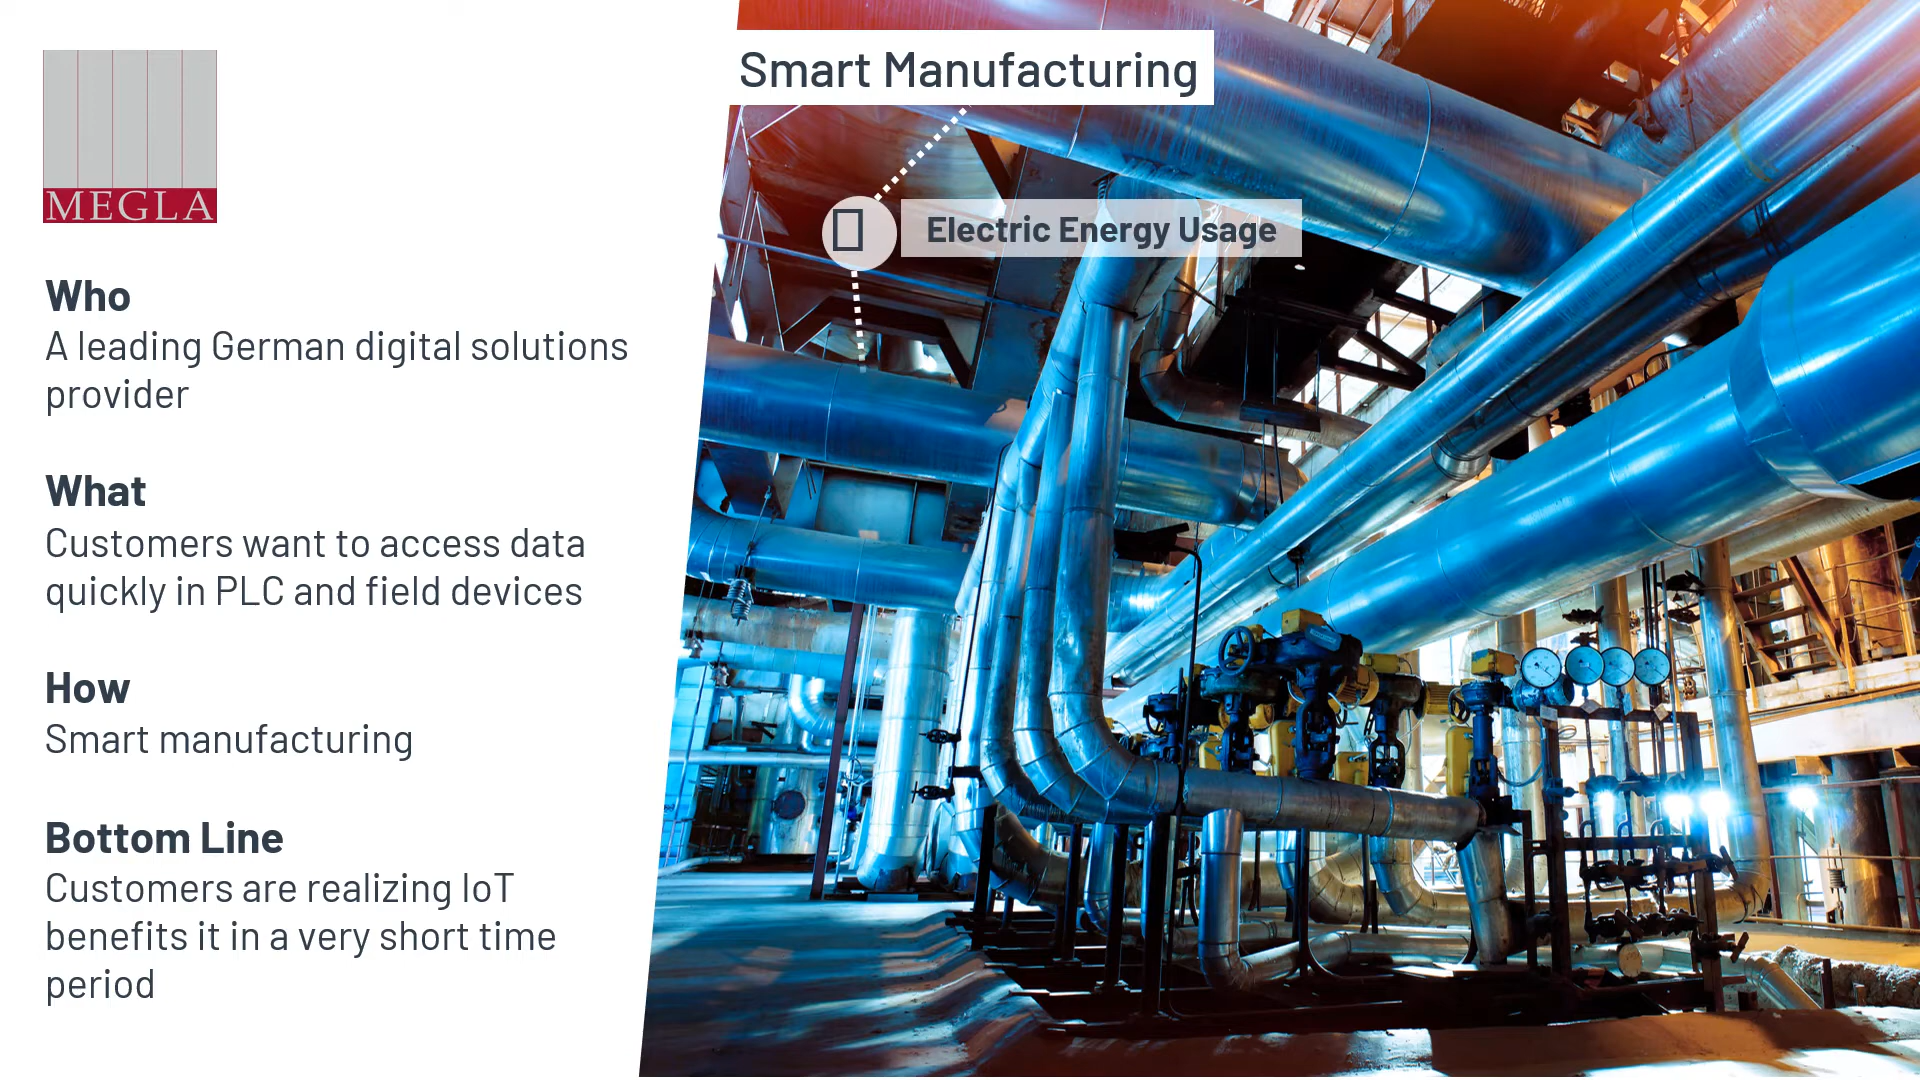 MEGLA
Who
A leading German digital solutions
provider
What
Customers want to access data
quickly in PLC and field devices
How
Smart manufacturing
Bottom Line
Customers are realizing IoT
benefits it in a very short time
period
Smart Manufacturing
Electric Energy Usage